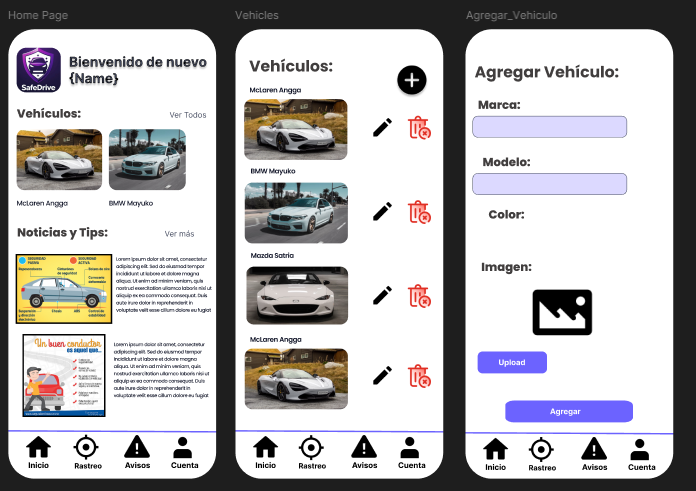 Home Page
SafeDrive
Bienvenido de nuevo
{Name}
Vehículos:
Ver Todos
McLaren Angga
BMW Mayuko
Noticias y Tips:
Ver más
SEGURIDAD
PASIVA
SEGURIDAD
ACTIVA
Lorem ipsum dolor sit amet, consectetur
adipiscing elit, sed do eiusmod tempor
incididunt ut labore et dolore magna
aliqua. Ut enim ad minim veniam, quis
nostrud exercitation ullamco laboris nisi ut
aliquip ex ea commodo consequat. Duis
aute irure dolor in reprehenderit in
voluptate velit esse cillum dolore eu fugiat
Un buen conductor
es aquel que...
Lorem ipsum dolor sit amet, consectetur
adipiscing elit, sed do eiusmod tempor
incididunt ut labore et dolore magna
aliqua. Ut enim ad minim veniam, quis
nostrud exercitation ullamco laboris nisi ut
aliquip ex ea commodo consequat. Duis
aute irure dolor in reprehenderit in
voluptate velit esse cillum dolore eu fugiat
Inicio
Rastreo
Avisos
Cuenta
Vehicles
Vehículos:
McLaren Angga
BMW Mayuko
Mazda Satria
McLaren Angga
Inicio
Rastreo
Avisos
Cuenta
Agregar_Vehiculo
Agregar Vehículo:
Marca:
Modelo:
Color:
Imagen:
Upload
Agregar
Inicio
Rastreo
Avisos
Cuenta